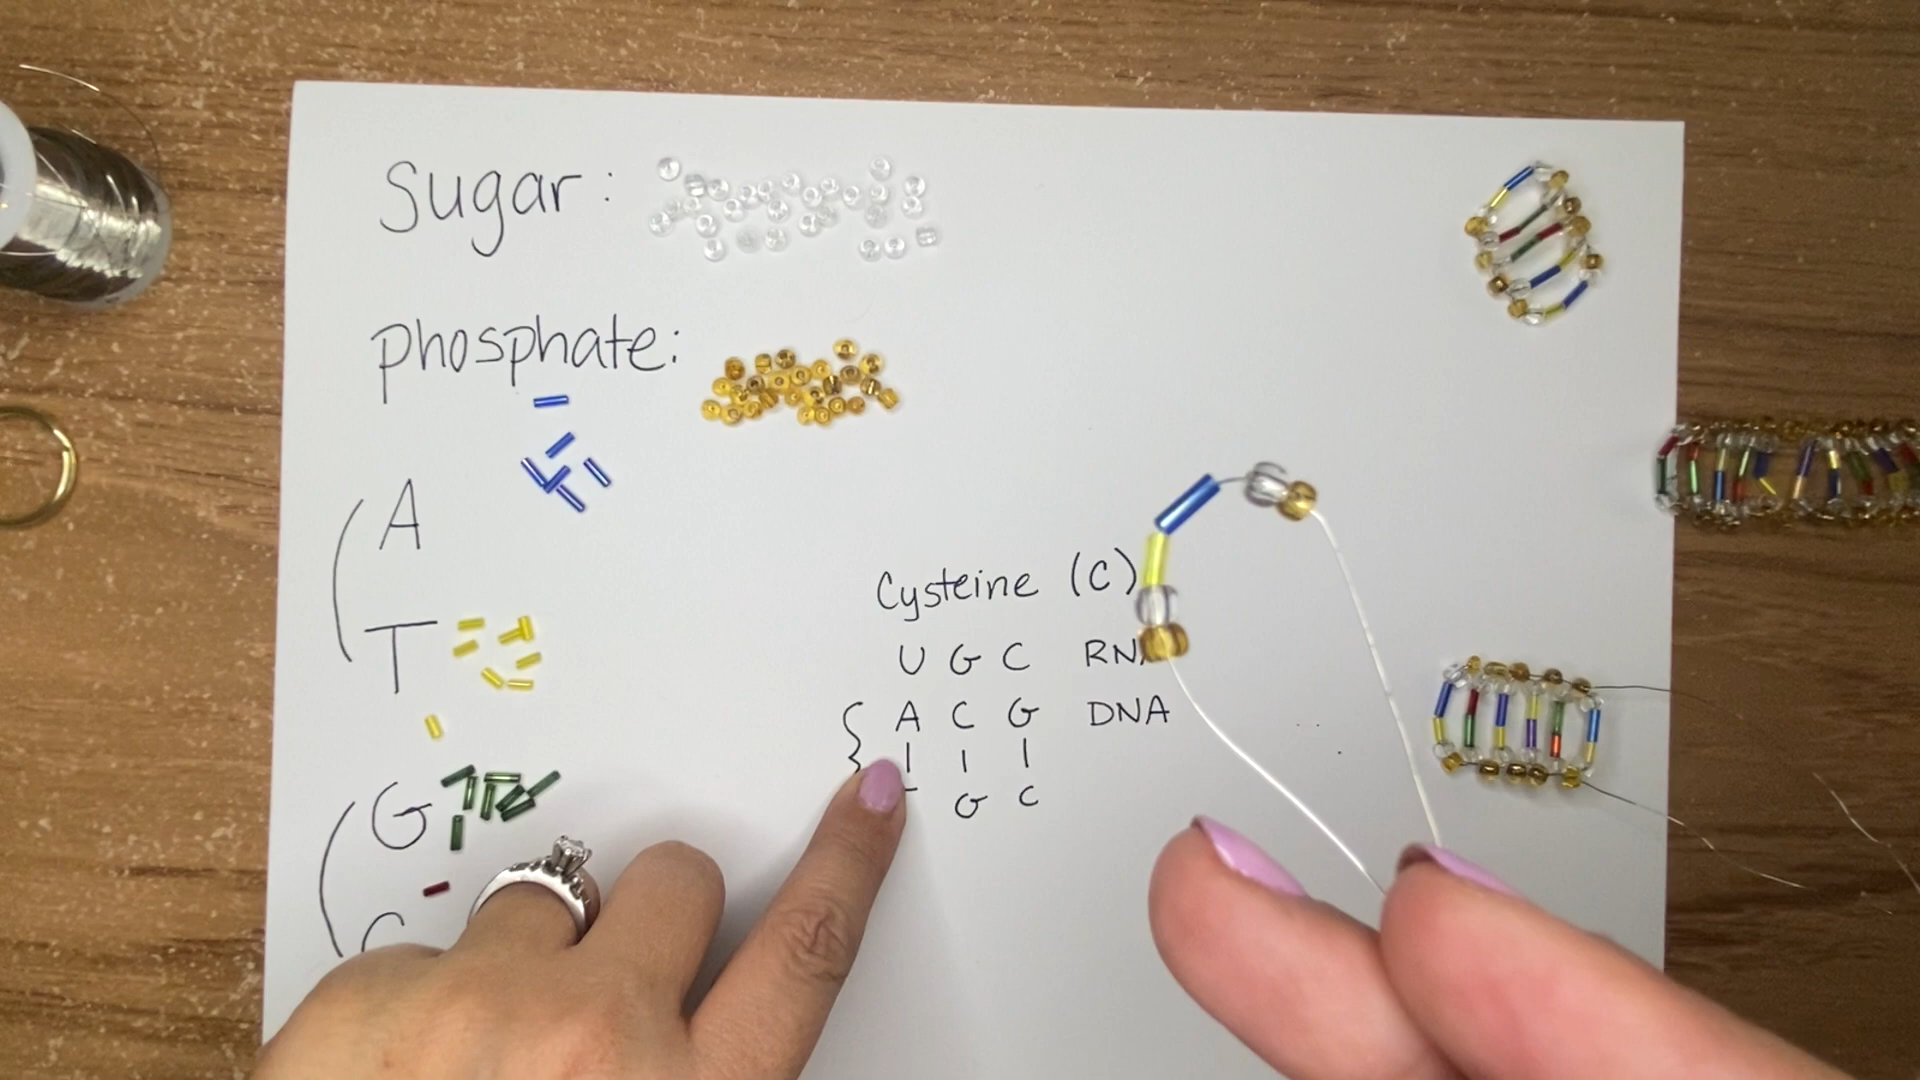 Sugar:
phosphate:
A
T
G
C
Cysteine (C)
U G C RN
A C G DNA
G C